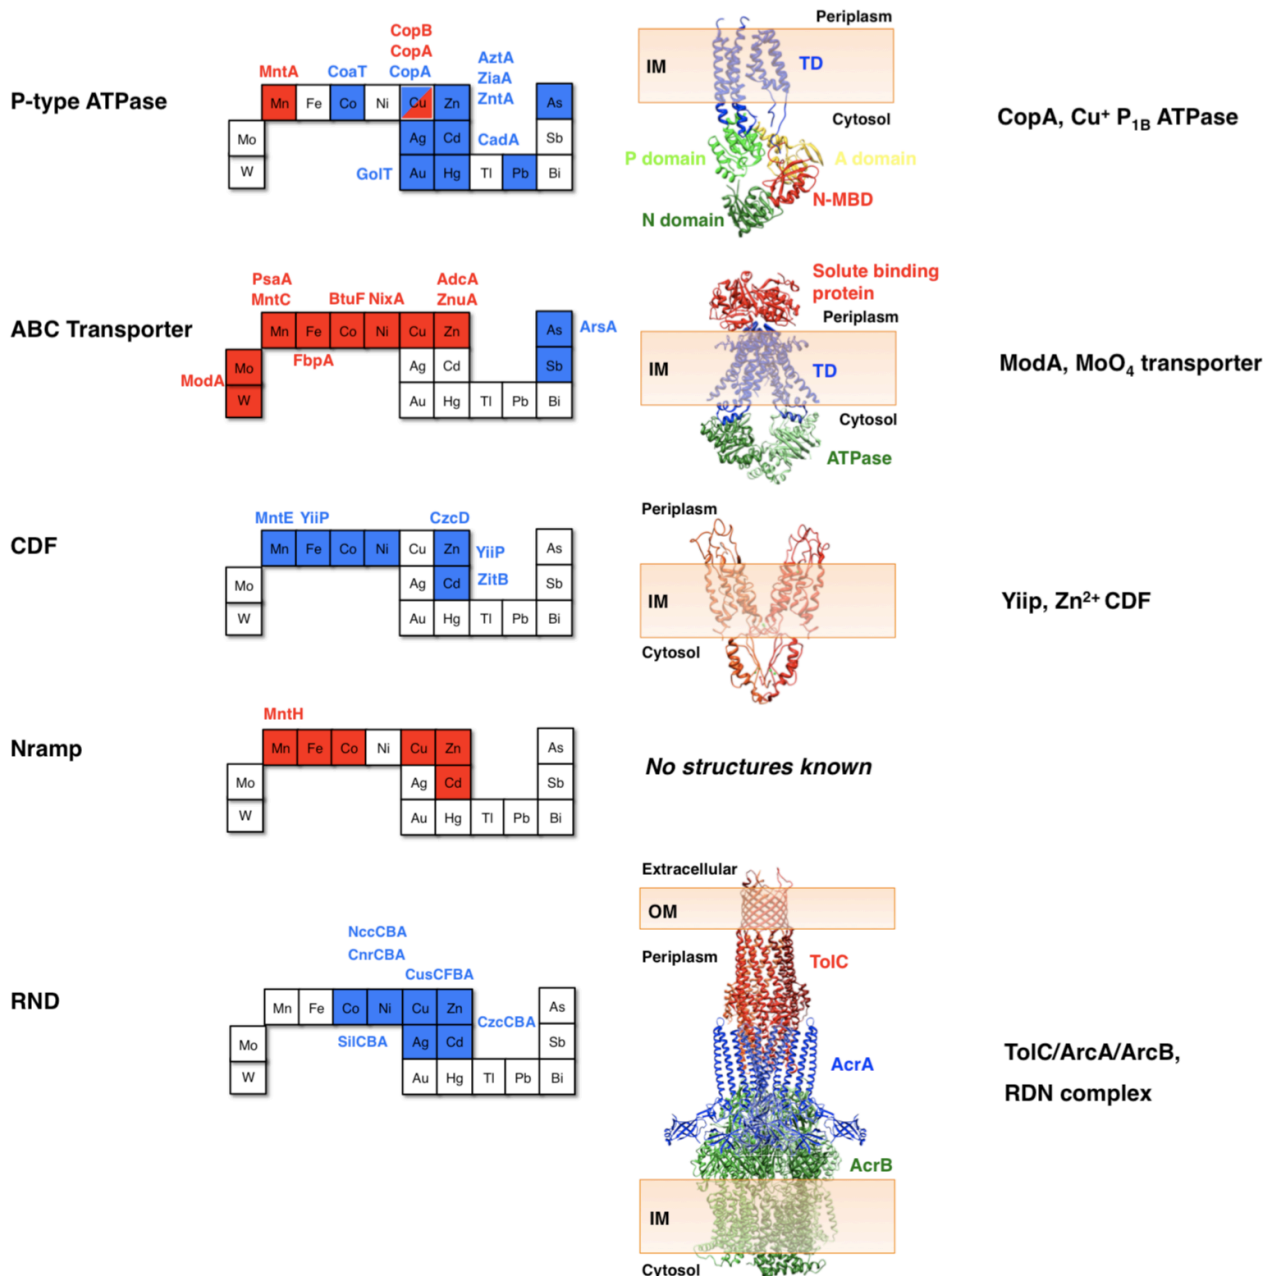 CopB
CopA
MntA CoaT CopA
AztA
ZiaA
ZntA
P-type ATPase
Mn Fe Co Ni Cu Zn As
Mo Ag Cd CadA Sb
W GolT Au Hg Tl Pb Bi
Periplasm
IM TD
Cytosol
P domain A domain
N-MBD
N domain
CopA, Cu⁺ P₁B ATPase
PsaA AdcA
MntC BtuF NixA ZnuA
ABC Transporter
Mn Fe Co Ni Cu Zn As ArsA
FbpA
ModA Mo Ag Cd Sb
W Au Hg Tl Pb Bi
Solute binding
protein
Periplasm
IM TD
Cytosol
ATPase
ModA, MoO₄ transporter
MntE YiiP CzcD
CDF
Mn Fe Co Ni Cu Zn YiiP As
Mo Ag Cd ZitB Sb
W Au Hg Tl Pb Bi
Periplasm
IM
Cytosol
Yiip, Zn²⁺ CDF
MntH
Nramp
Mn Fe Co Ni Cu Zn As
Mo Ag Cd Sb
W Au Hg Tl Pb Bi
No structures known
NccCBA
CnrCBA
CusCFBA
RND
Mn Fe Co Ni Cu Zn CzcCBA As
Mo SilCBA Ag Cd Sb
W Au Hg Tl Pb Bi
Extracellular
OM
Periplasm TolC
AcrA
AcrB
IM
Cytosol
TolC/ArcA/ArcB,
RDN complex